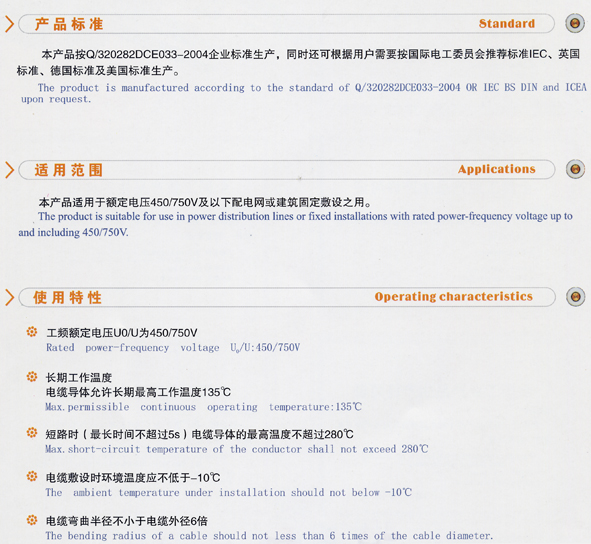 产品标准 Standard
本产品按Q/320282DCE033-2004企业标准生产，同时还可根据用户需要按国际电工委员会推荐标准IEC、英国
标准、德国标准及美国标准生产。
The product is manufactured according to the standard of Q/320282DCE033-2004 OR IEC BS DIN and ICEA
upon request.
适用范围 Applications
本产品适用于额定电压450/750V及以下配电网或建筑固定敷设之用。
The product is suitable for use in power distribution lines or fixed installations with rated power-frequency voltage up to
and including 450/750V.
使用特性 Operating characteristics
工频额定电压U0/U为450/750V
Rated power-frequency voltage U₀/U:450/750V
长期工作温度
电缆导体允许长期最高工作温度135℃
Max.permissible continuous operating temperature:135℃
短路时（最长时间不超过5s）电缆导体的最高温度不超过280℃
Max.short-circuit temperature of the conductor shall not exceed 280℃
电缆敷设时环境温度应不低于-10℃
The ambient temperature under installation should not below -10℃
电缆弯曲半径不小于电缆外径6倍
The bending radius of a cable should not less than 6 times of the cable diameter.